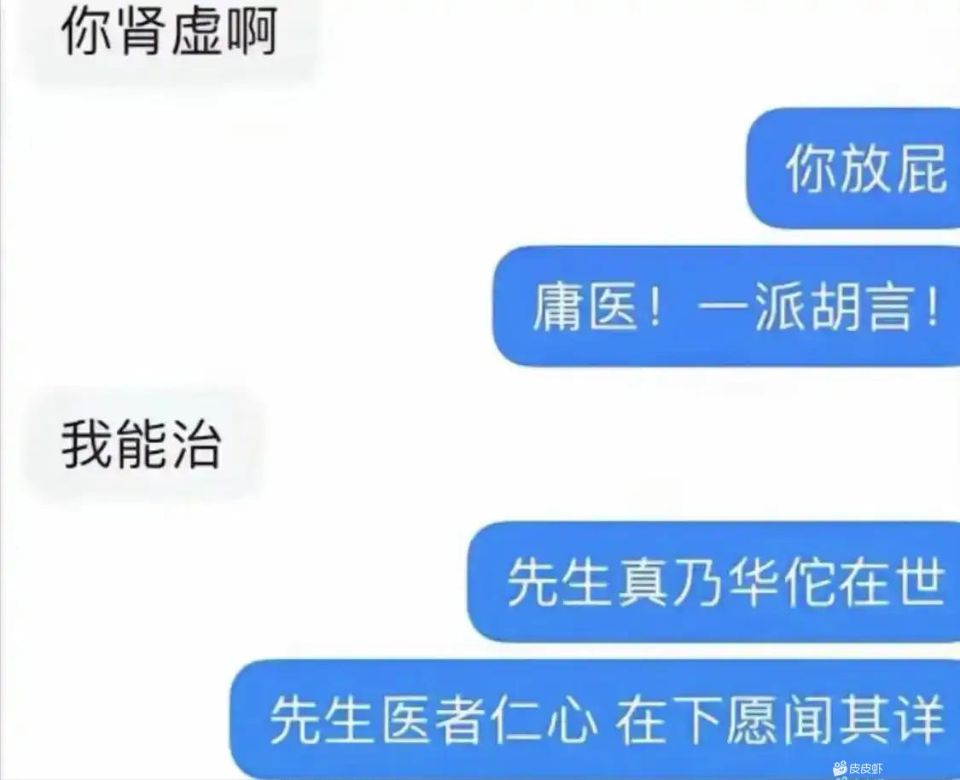 你肾虚啊
你放屁
庸医！一派胡言！
我能治
先生真乃华佗在世
先生医者仁心 在下愿闻其详
皮皮虾